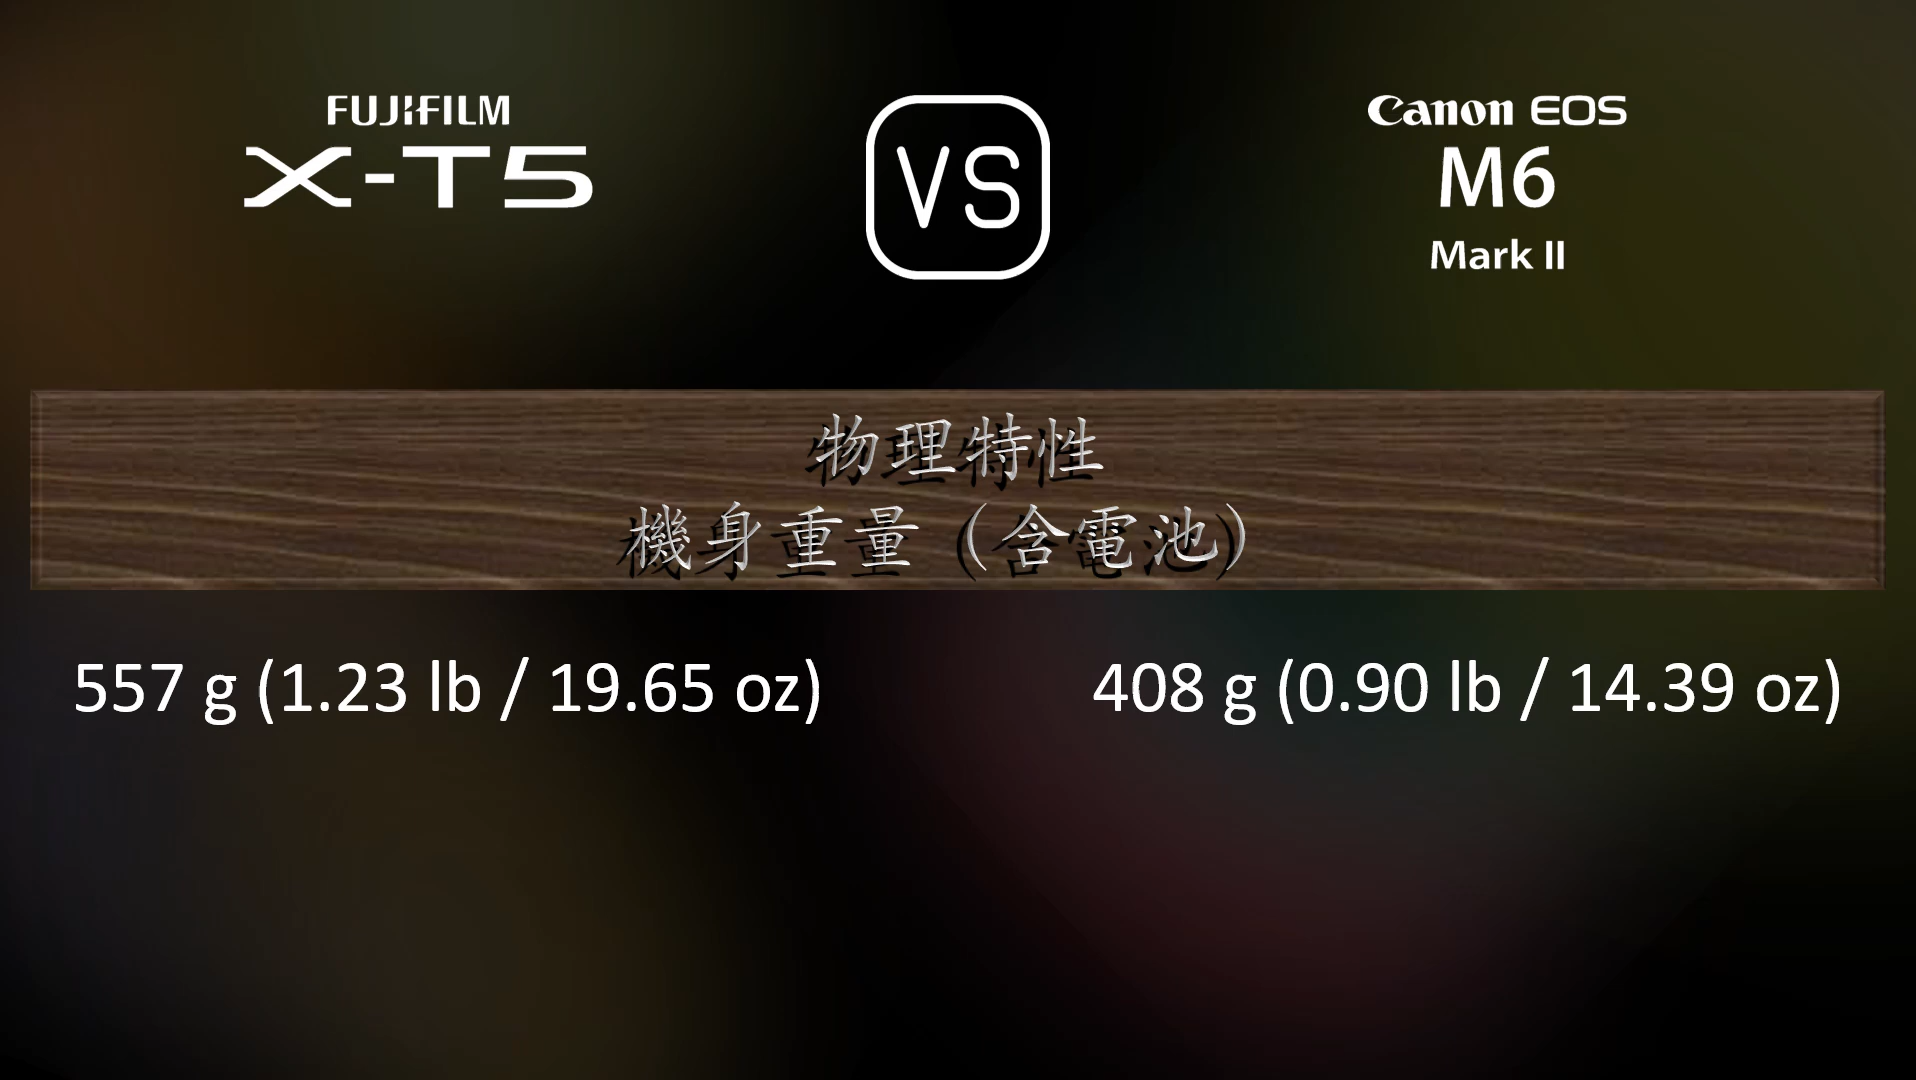 FUJIFILM
X-T5
VS
Canon EOS
M6
Mark II
物理特性
機身重量（含電池）
557 g (1.23 lb / 19.65 oz)
408 g (0.90 lb / 14.39 oz)